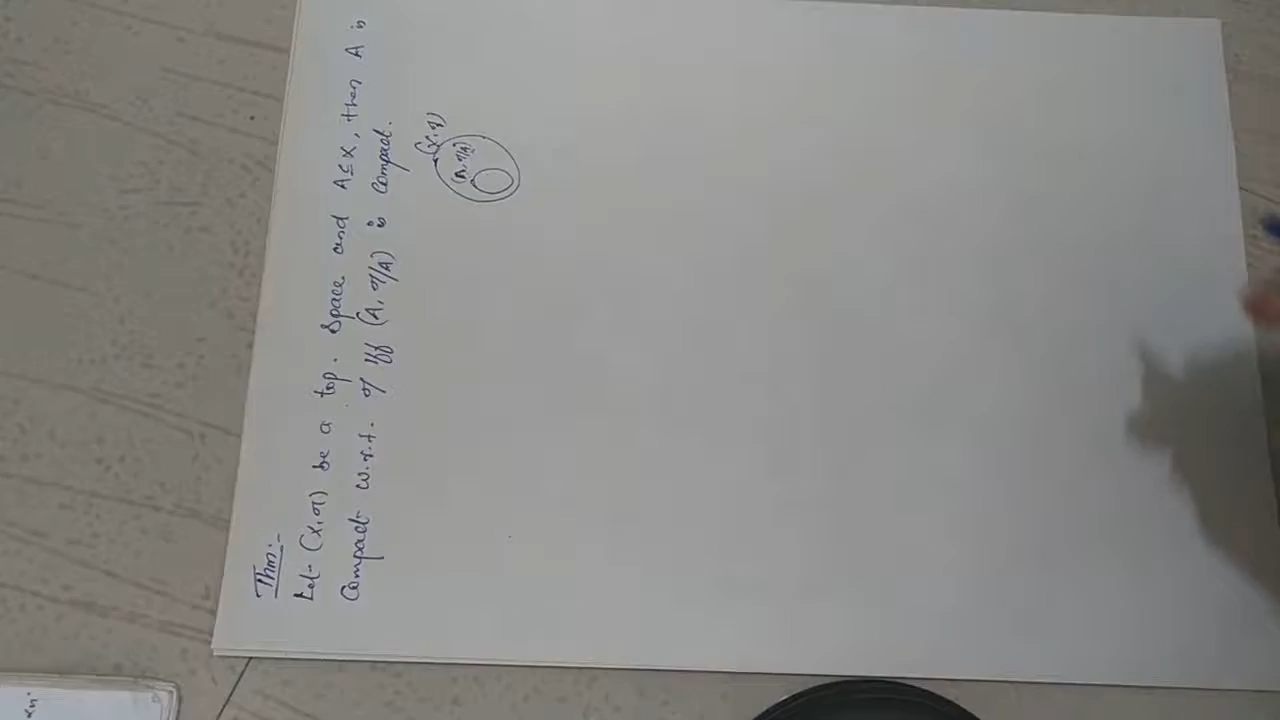 Thm:-
Let (X, η) be a top. space and A ⊆ X, then A is
compact w.r.t. η iff (A, η/A) is compact.
(X, η)
(A, η/A)